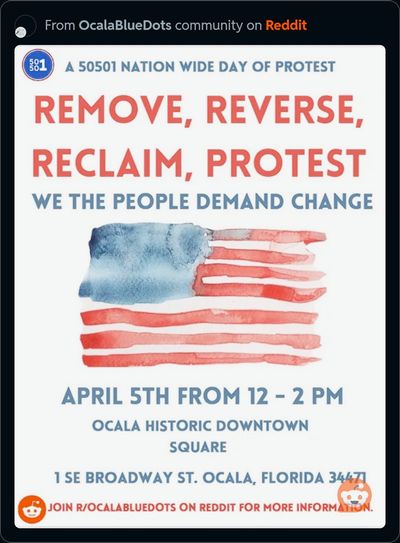 From OcalaBlueDots community on Reddit
5050
501
A 50501 NATION WIDE DAY OF PROTEST
REMOVE, REVERSE,
RECLAIM, PROTEST
WE THE PEOPLE DEMAND CHANGE
APRIL 5TH FROM 12 - 2 PM
OCALA HISTORIC DOWNTOWN
SQUARE
1 SE BROADWAY ST. OCALA, FLORIDA 34471
JOIN R/OCALABLUEDOTS ON REDDIT FOR MORE INFORMATION.